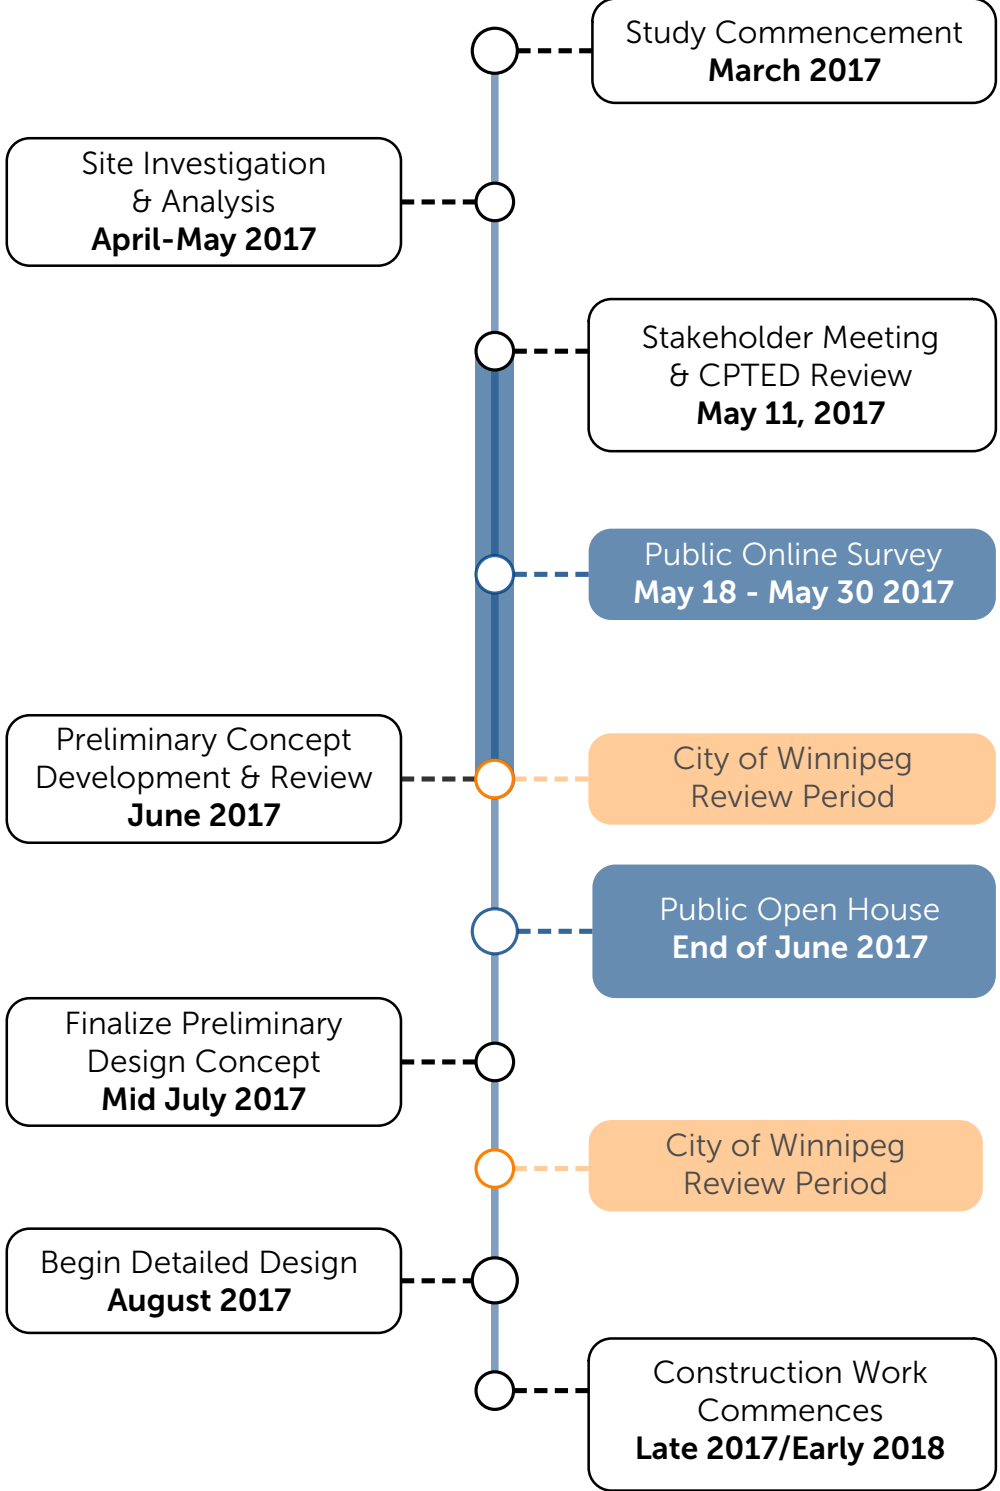 Study Commencement
March 2017
Site Investigation
& Analysis
April-May 2017
Stakeholder Meeting
& CPTED Review
May 11, 2017
Public Online Survey
May 18 - May 30 2017
Preliminary Concept
Development & Review
June 2017
City of Winnipeg
Review Period
Public Open House
End of June 2017
Finalize Preliminary
Design Concept
Mid July 2017
City of Winnipeg
Review Period
Begin Detailed Design
August 2017
Construction Work
Commences
Late 2017/Early 2018